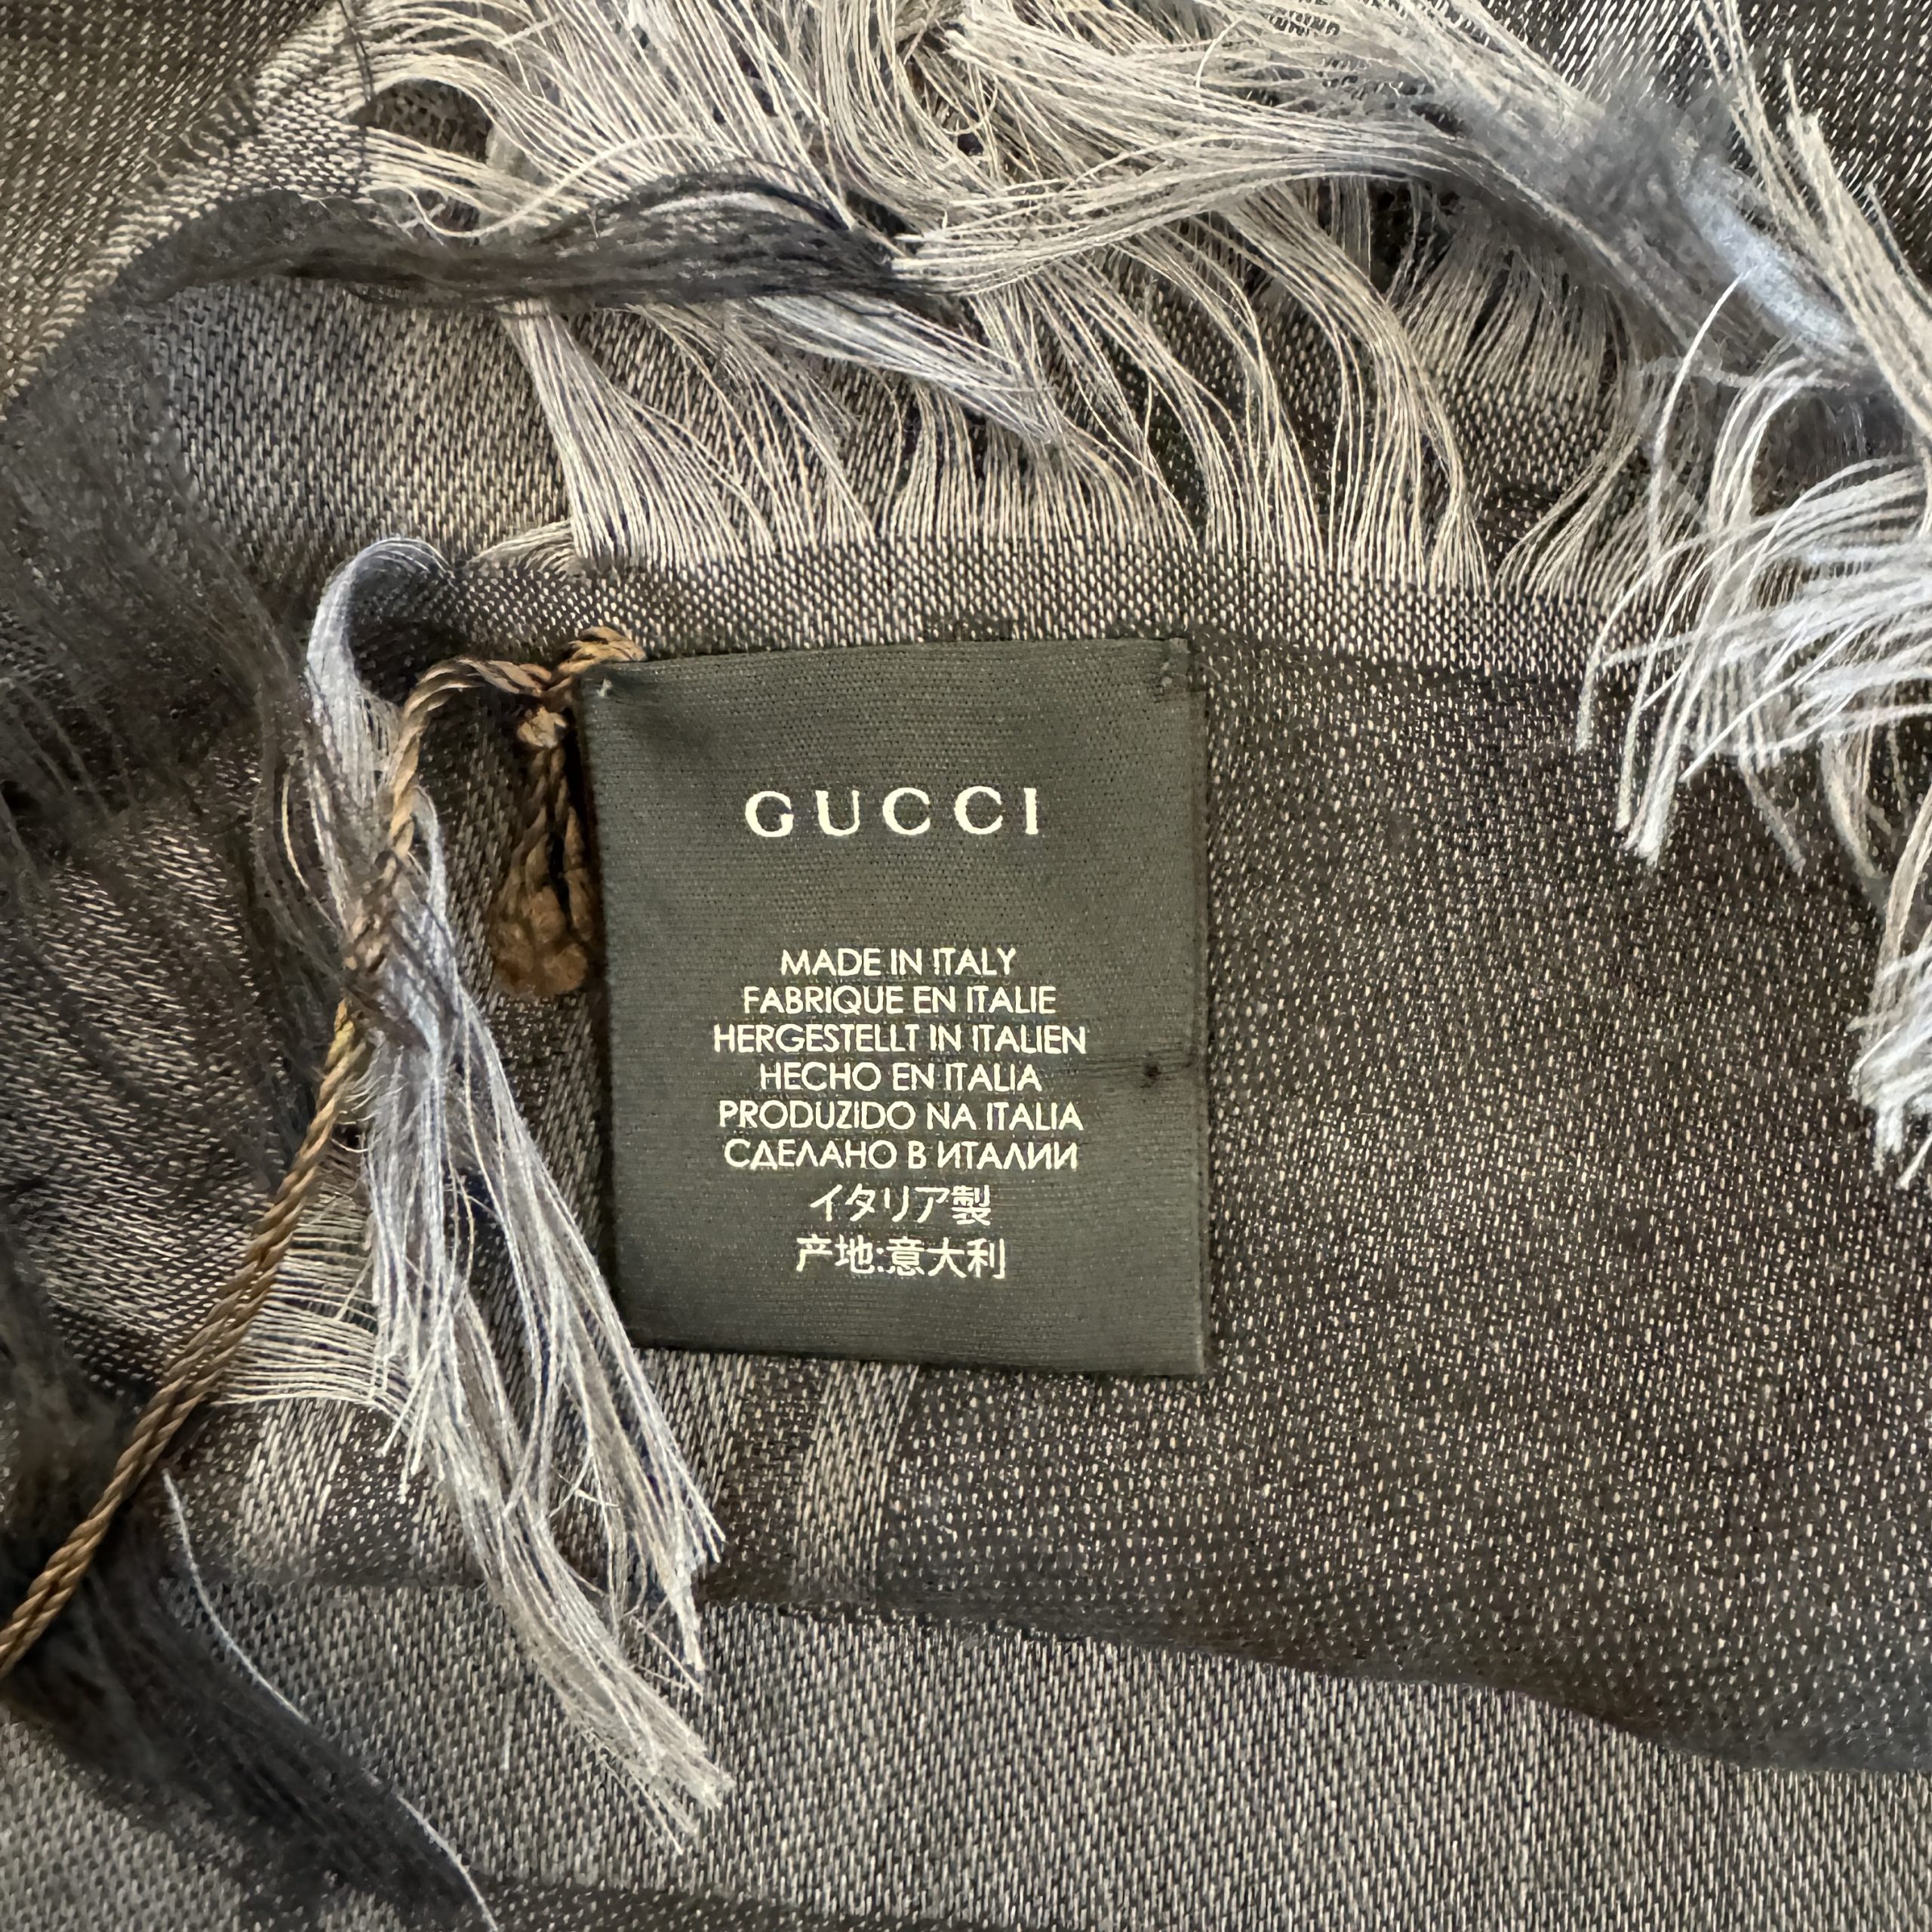 GUCCI
MADE IN ITALY
FABRIQUE EN ITALIE
HERGESTELLT IN ITALIEN
HECHO EN ITALIA
PRODUZIDO NA ITALIA
СДЕЛАНО В ИТАЛИИ
イタリア製
产地:意大利